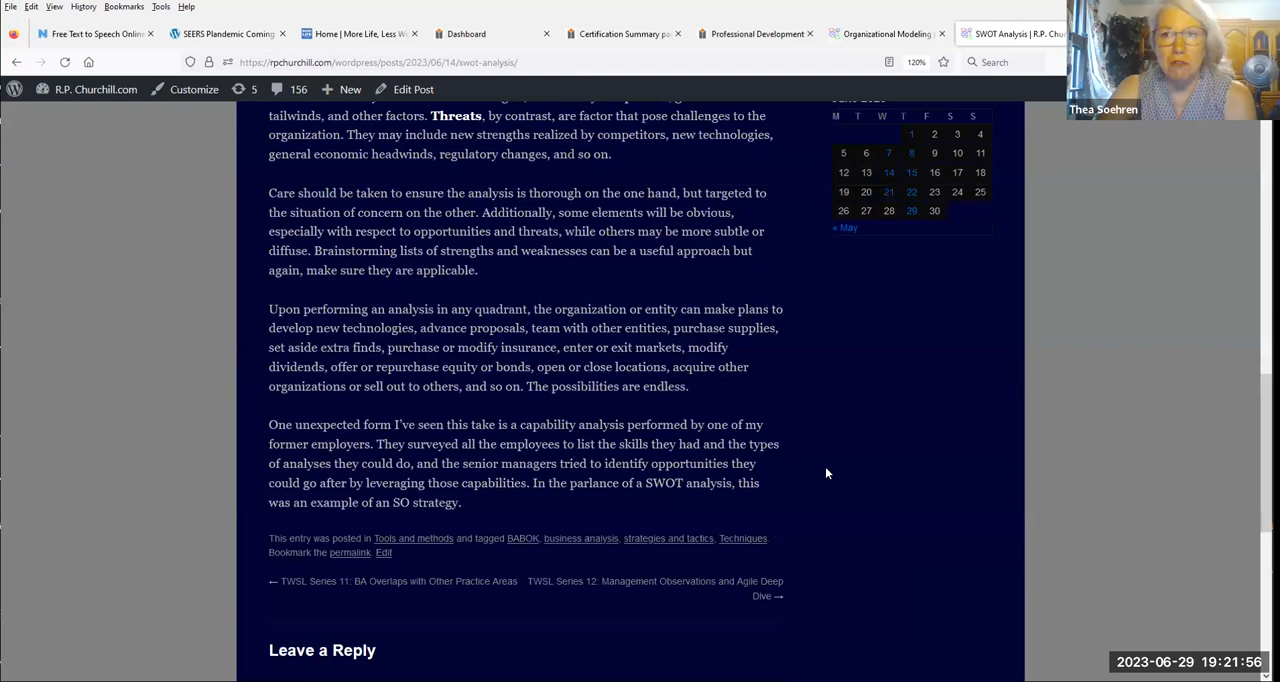 File Edit View History Bookmarks Tools Help
Free Text to Speech Online
SEERS Plandemic Coming
Home | More Life, Less W
Dashboard
Certification Summary pa
Professional Development
Organizational Modeling |
SWOT Analysis | R.P. Chur
https://rpchurchill.com/wordpress/posts/2023/06/14/swot-analysis/
120%
Search
R.P. Churchill.com Customize 5 156 New Edit Post
Thea Soehren
tailwinds, and other factors. Threats, by contrast, are factor that pose challenges to the
organization. They may include new strengths realized by competitors, new technologies,
general economic headwinds, regulatory changes, and so on.
Care should be taken to ensure the analysis is thorough on the one hand, but targeted to
the situation of concern on the other. Additionally, some elements will be obvious,
especially with respect to opportunities and threats, while others may be more subtle or
diffuse. Brainstorming lists of strengths and weaknesses can be a useful approach but
again, make sure they are applicable.
Upon performing an analysis in any quadrant, the organization or entity can make plans to
develop new technologies, advance proposals, team with other entities, purchase supplies,
set aside extra finds, purchase or modify insurance, enter or exit markets, modify
dividends, offer or repurchase equity or bonds, open or close locations, acquire other
organizations or sell out to others, and so on. The possibilities are endless.
One unexpected form I've seen this take is a capability analysis performed by one of my
former employers. They surveyed all the employees to list the skills they had and the types
of analyses they could do, and the senior managers tried to identify opportunities they
could go after by leveraging those capabilities. In the parlance of a SWOT analysis, this
was an example of an SO strategy.
This entry was posted in Tools and methods and tagged BABOK, business analysis, strategies and tactics, Techniques.
Bookmark the permalink. Edit
← TWSL Series 11: BA Overlaps with Other Practice Areas
TWSL Series 12: Management Observations and Agile Deep
Dive →
Leave a Reply
M T W T F S S
1 2 3 4
5 6 7 8 9 10 11
12 13 14 15 16 17 18
19 20 21 22 23 24 25
26 27 28 29 30
« May
2023-06-29 19:21:56